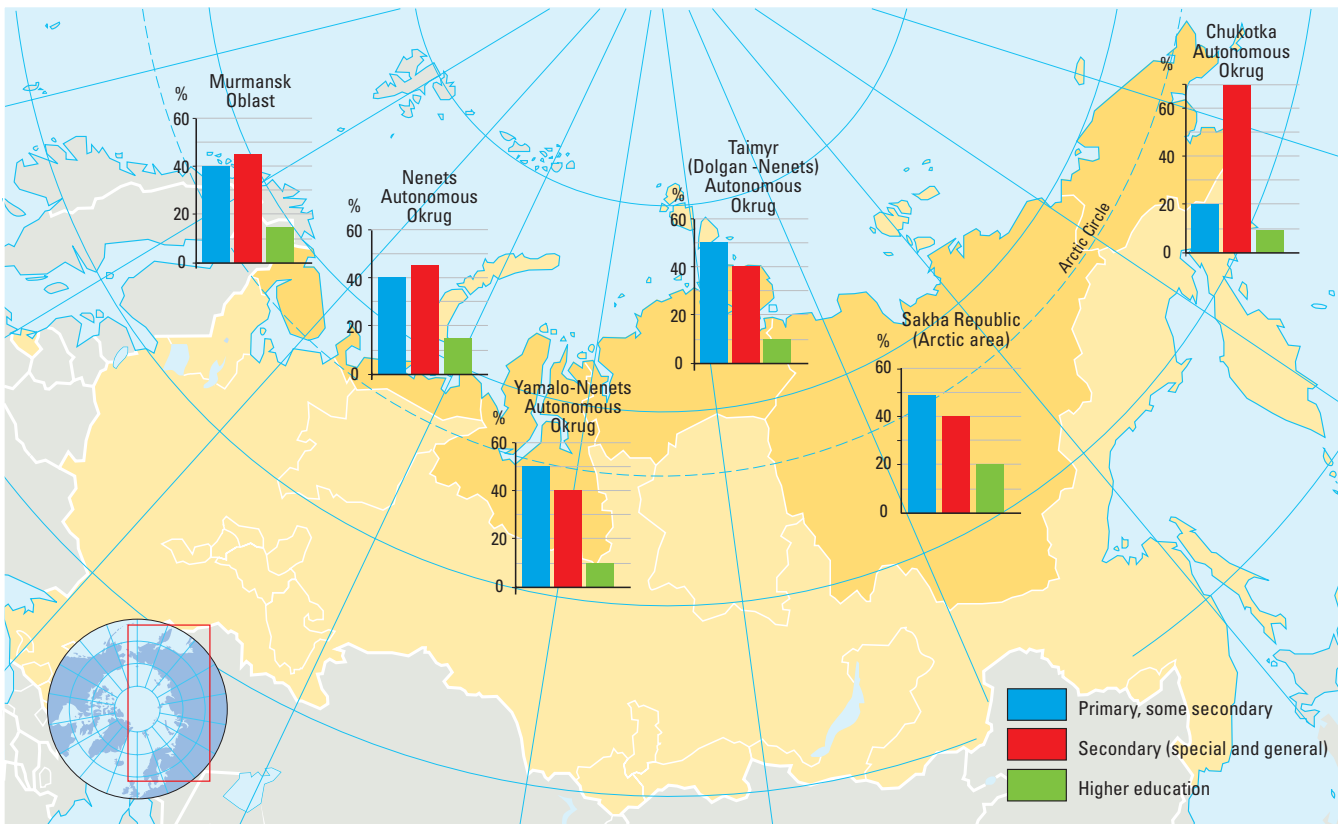 Murmansk
Oblast
%
60
40
20
0
Nenets
Autonomous
Okrug
%
60
40
20
0
Yamalo-Nenets
Autonomous
Okrug
%
60
40
20
0
Taimyr
(Dolgan -Nenets)
Autonomous
Okrug
%
60
40
20
0
Sakha Republic
(Arctic area)
%
60
40
20
0
Chukotka
Autonomous
Okrug
%
60
40
20
0
Arctic Circle
Primary, some secondary
Secondary (special and general)
Higher education